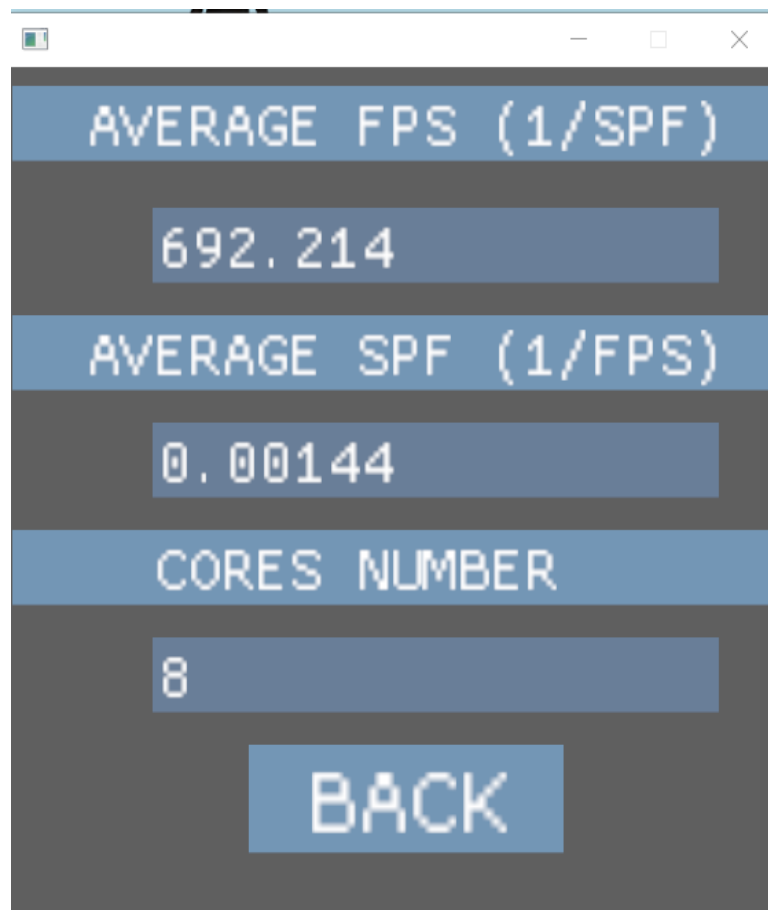 AVERAGE FPS (1/SPF)
692.214
AVERAGE SPF (1/FPS)
0.00144
CORES NUMBER
8
BACK